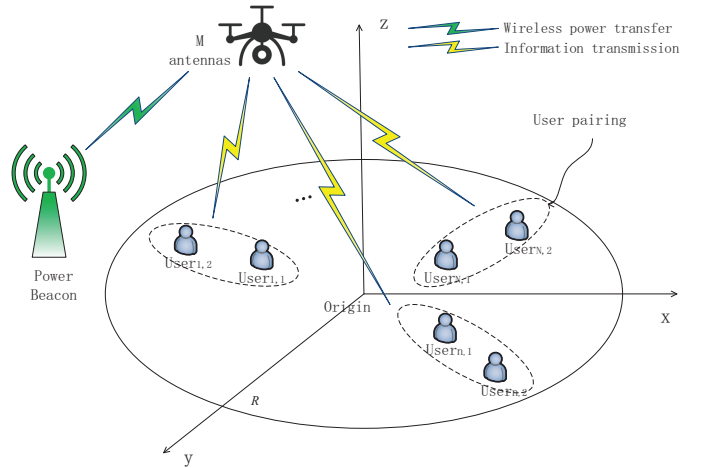 Z
Wireless power transfer
Information transmission
M
antennas
User pairing
UserN,2
User1,2
User1,1
UserN,1
Power
Beacon
Origin
x
Usern,1
Usern,2
R
y
...